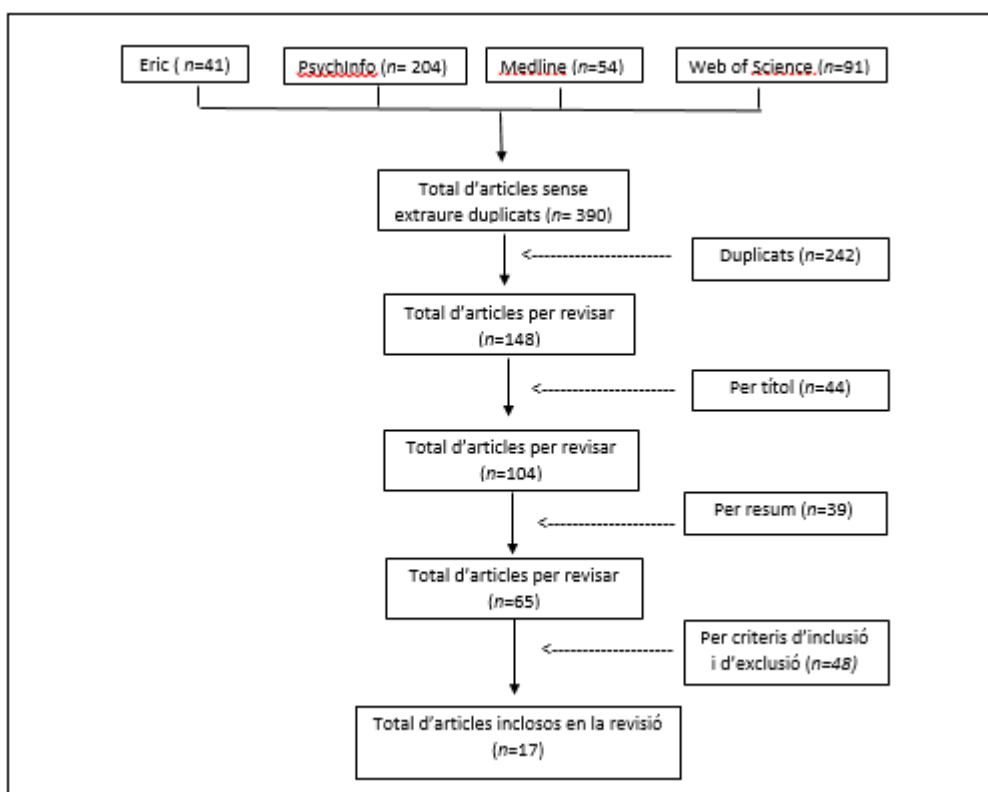 Eric ( n=41)
PsychInfo (n= 204)
Medline (n=54)
Web of Science (n=91)
Total d'articles sense
extraure duplicats (n= 390)
Duplicats (n=242)
Total d'articles per revisar
(n=148)
Per títol (n=44)
Total d'articles per revisar
(n=104)
Per resum (n=39)
Total d'articles per revisar
(n=65)
Per criteris d'inclusió
i d'exclusió (n=48)
Total d'articles inclosos en la revisió
(n=17)